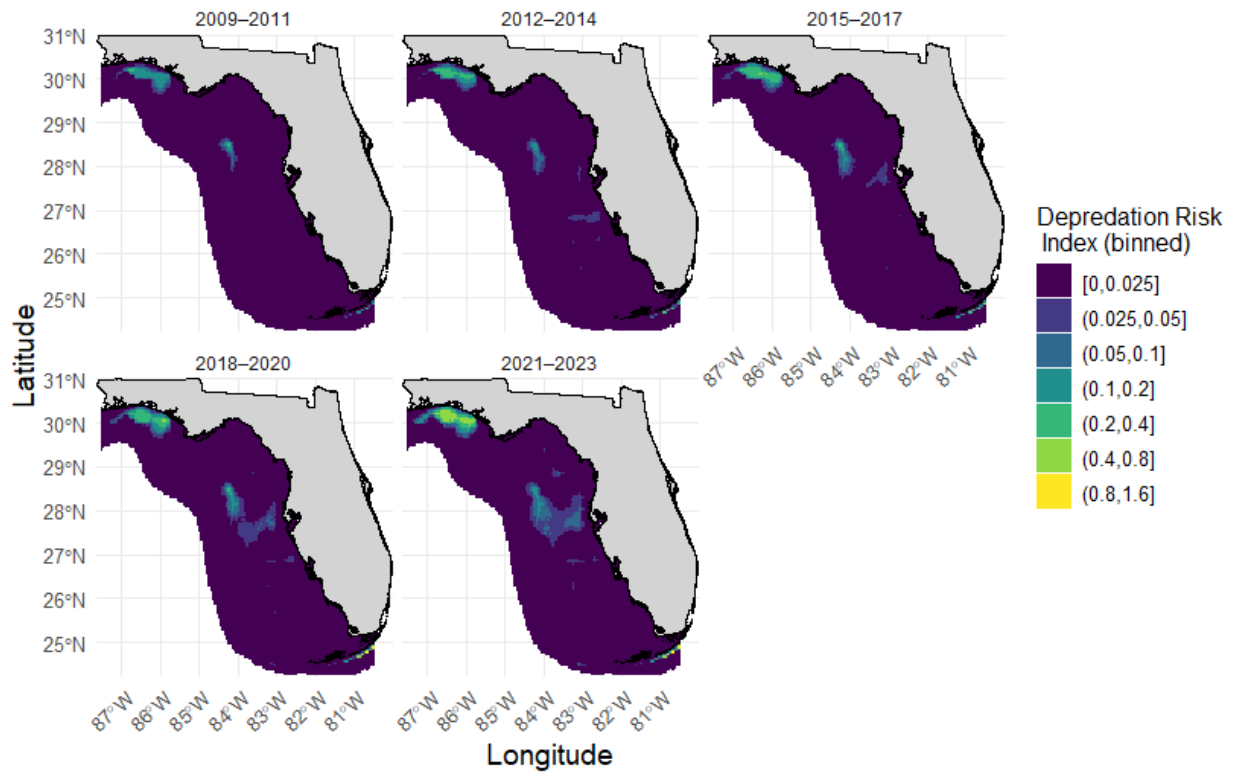 2009–2011
2012–2014
2015–2017
31°N
30°N
29°N
28°N
27°N
26°N
25°N
87°W
86°W
85°W
84°W
83°W
82°W
81°W
2018–2020
2021–2023
31°N
30°N
29°N
28°N
27°N
26°N
25°N
87°W
86°W
85°W
84°W
83°W
82°W
81°W
87°W
86°W
85°W
84°W
83°W
82°W
81°W
Latitude
Longitude
Depredation Risk
Index (binned)
[0,0.025]
(0.025,0.05]
(0.05,0.1]
(0.1,0.2]
(0.2,0.4]
(0.4,0.8]
(0.8,1.6]